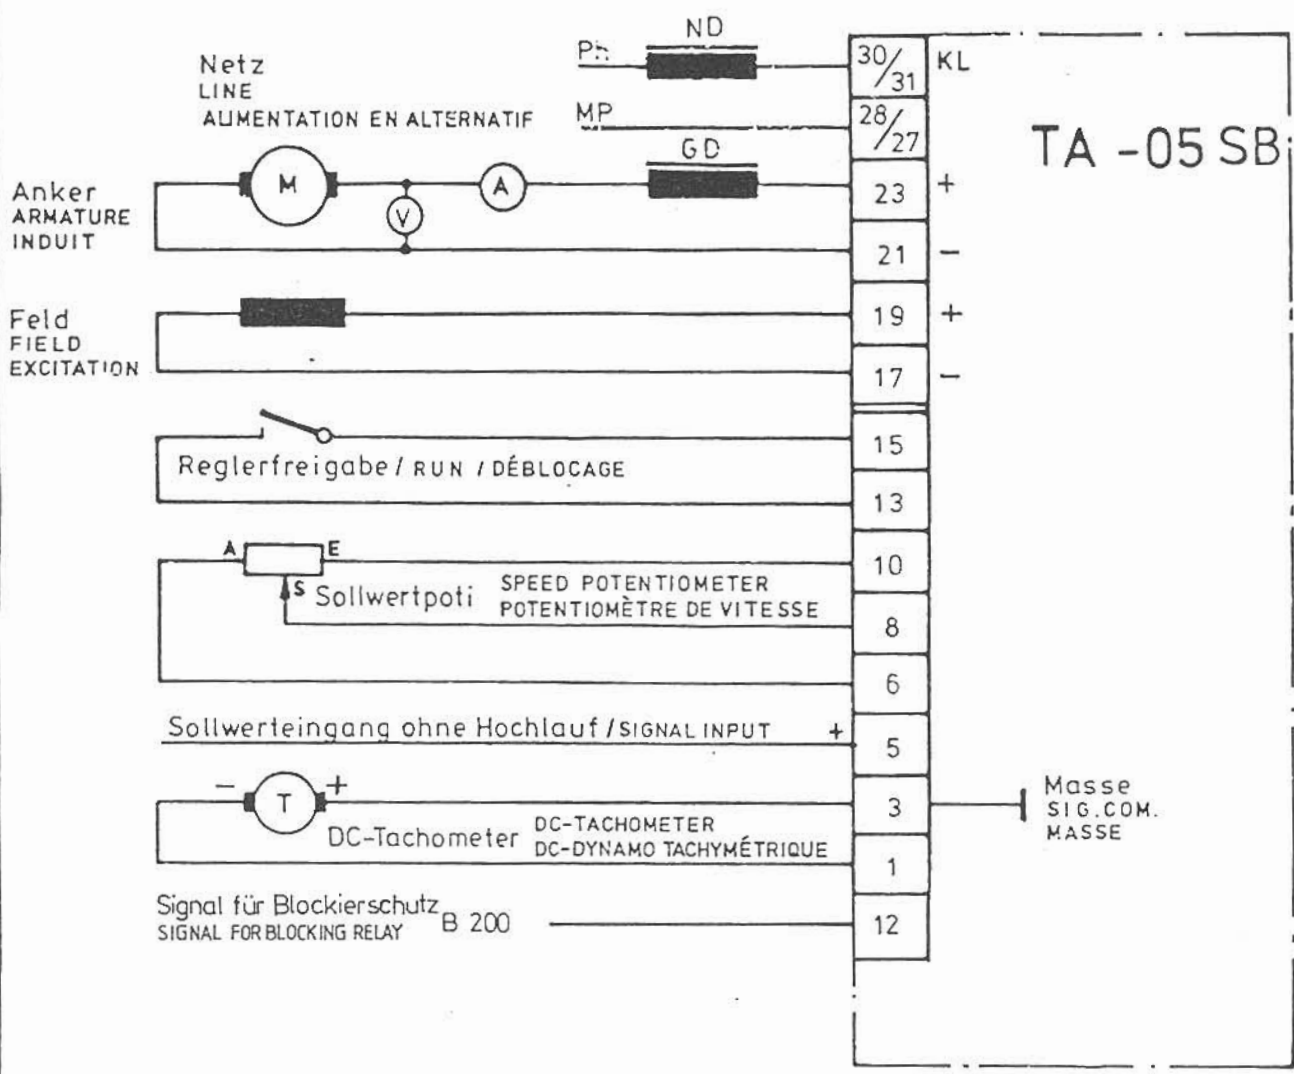 ND
Ph
30/31
KL
Netz
LINE
ALIMENTATION EN ALTERNATIF
MP
28/27
TA -05 SB
GD
M
A
23
+
Anker
ARMATURE
INDUIT
V
21
−
Feld
FIELD
EXCITATION
19
+
17
−
15
Reglerfreigabe / RUN / DÉBLOCAGE
13
A
E
10
S
Sollwertpoti
SPEED POTENTIOMETER
POTENTIOMÈTRE DE VITESSE
8
6
Sollwerteingang ohne Hochlauf / SIGNAL INPUT
+
5
−
T
+
3
Masse
SIG.COM.
MASSE
DC-Tachometer
DC-TACHOMETER
DC-DYNAMO TACHYMÉTRIQUE
1
Signal für Blockierschutz
SIGNAL FOR BLOCKING RELAY
B 200
12